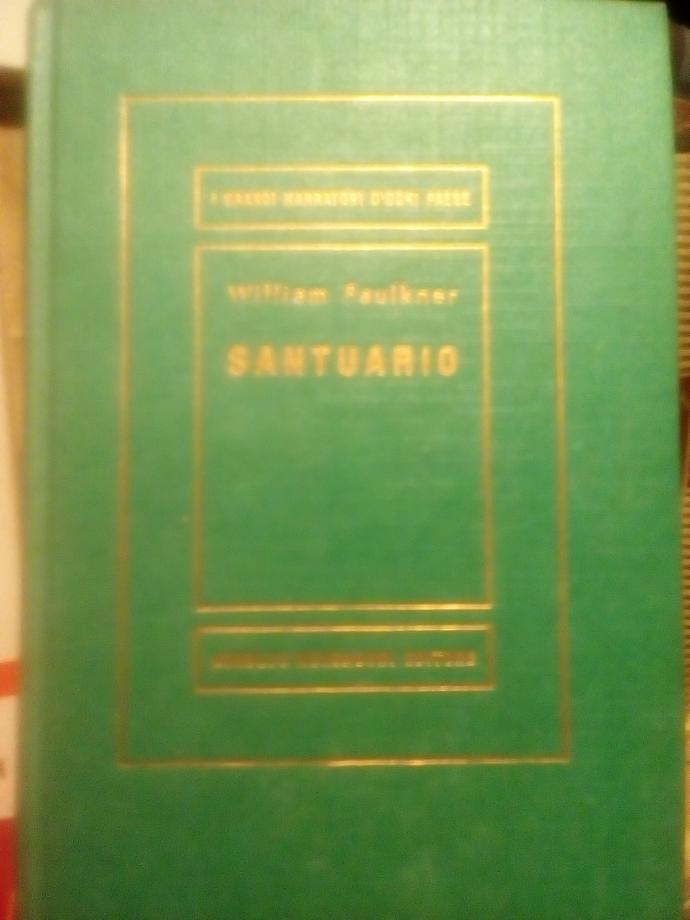 I GRANDI NARRATORI D'OGNI PAESE
William Faulkner
SANTUARIO
ARNOLDO MONDADORI EDITORE